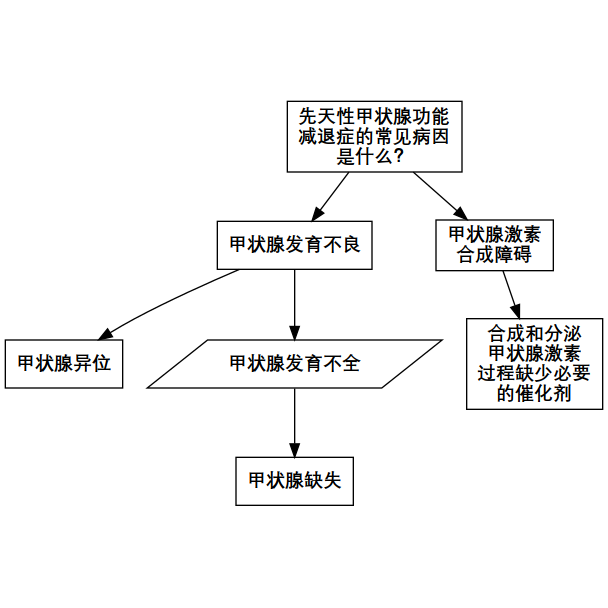 先天性甲状腺功能
减退症的常见病因
是什么?
甲状腺发育不良
甲状腺激素
合成障碍
甲状腺异位
甲状腺发育不全
合成和分泌
甲状腺激素
过程缺少必要
的催化剂
甲状腺缺失